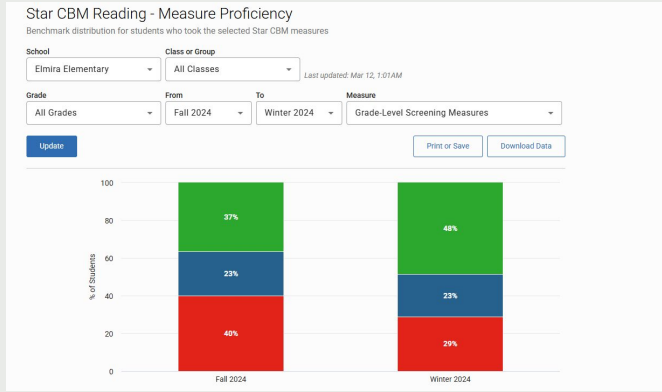 Star CBM Reading - Measure Proficiency
Benchmark distribution for students who took the selected Star CBM measures
School Class or Group
Elmira Elementary All Classes Last updated: Mar 12, 1:01AM
Grade From To Measure
All Grades Fall 2024 Winter 2024 Grade-Level Screening Measures
Update Print or Save Download Data
% of Students
100
80
60
40
20
0
37%
23%
40%
48%
23%
29%
Fall 2024 Winter 2024